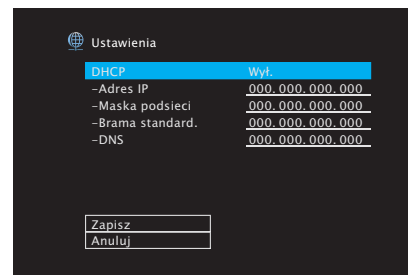 Ustawienia
DHCP Wył.
–Adres IP 000. 000. 000. 000
–Maska podsieci 000. 000. 000. 000
–Brama standard. 000. 000. 000. 000
–DNS 000. 000. 000. 000
Zapisz
Anuluj